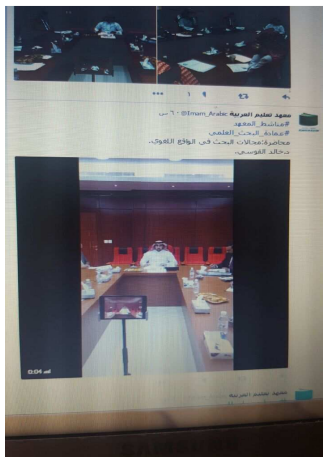 معهد تعليم العربية @Imam_Arabic · ٦ س
#مناشط_المعهد
#عمادة_البحث_العلمي
محاضرة:مجالات البحث في الواقع اللغوي.
د.خالد القوسي.
0:04
معهد تعليم العربية